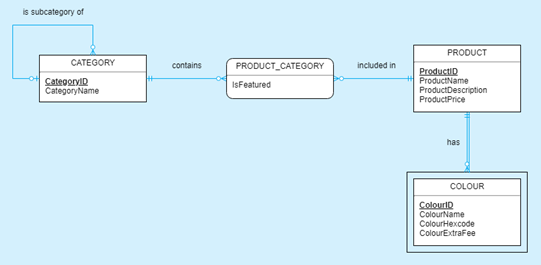 is subcategory of
CATEGORY
CategoryID
CategoryName
contains
PRODUCT_CATEGORY
IsFeatured
included in
PRODUCT
ProductID
ProductName
ProductDescription
ProductPrice
has
COLOUR
ColourID
ColourName
ColourHexcode
ColourExtraFee